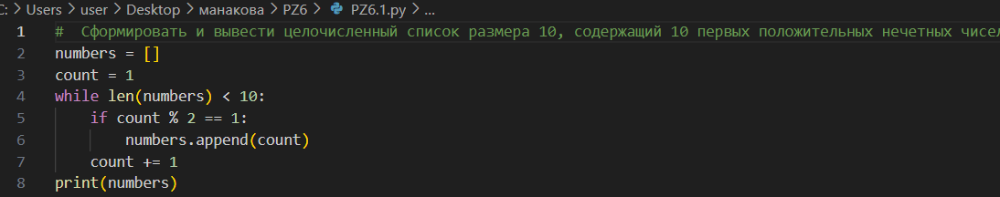 C: > Users > user > Desktop > манакова > PZ6 > PZ6.1.py > ...
1 #  Сформировать и вывести целочисленный список размера 10, содержащий 10 первых положительных нечетных чисел
2 numbers = []
3 count = 1
4 while len(numbers) < 10:
5     if count % 2 == 1:
6         numbers.append(count)
7     count += 1
8 print(numbers)